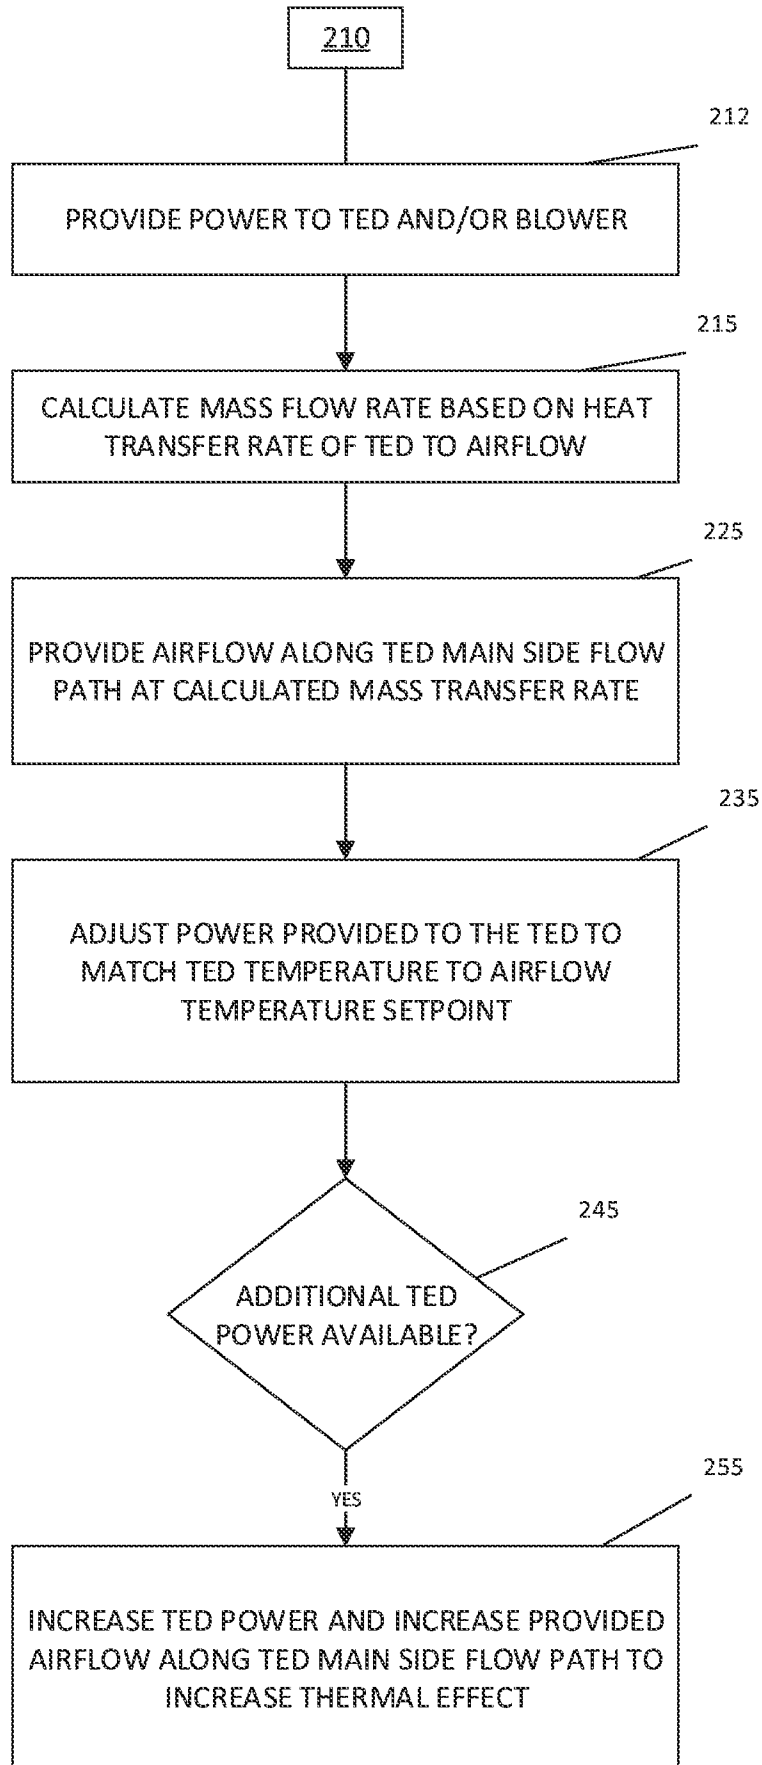 210
212
PROVIDE POWER TO TED AND/OR BLOWER
215
CALCULATE MASS FLOW RATE BASED ON HEAT
TRANSFER RATE OF TED TO AIRFLOW
225
PROVIDE AIRFLOW ALONG TED MAIN SIDE FLOW
PATH AT CALCULATED MASS TRANSFER RATE
235
ADJUST POWER PROVIDED TO THE TED TO
MATCH TED TEMPERATURE TO AIRFLOW
TEMPERATURE SETPOINT
245
ADDITIONAL TED
POWER AVAILABLE?
YES
255
INCREASE TED POWER AND INCREASE PROVIDED
AIRFLOW ALONG TED MAIN SIDE FLOW PATH TO
INCREASE THERMAL EFFECT